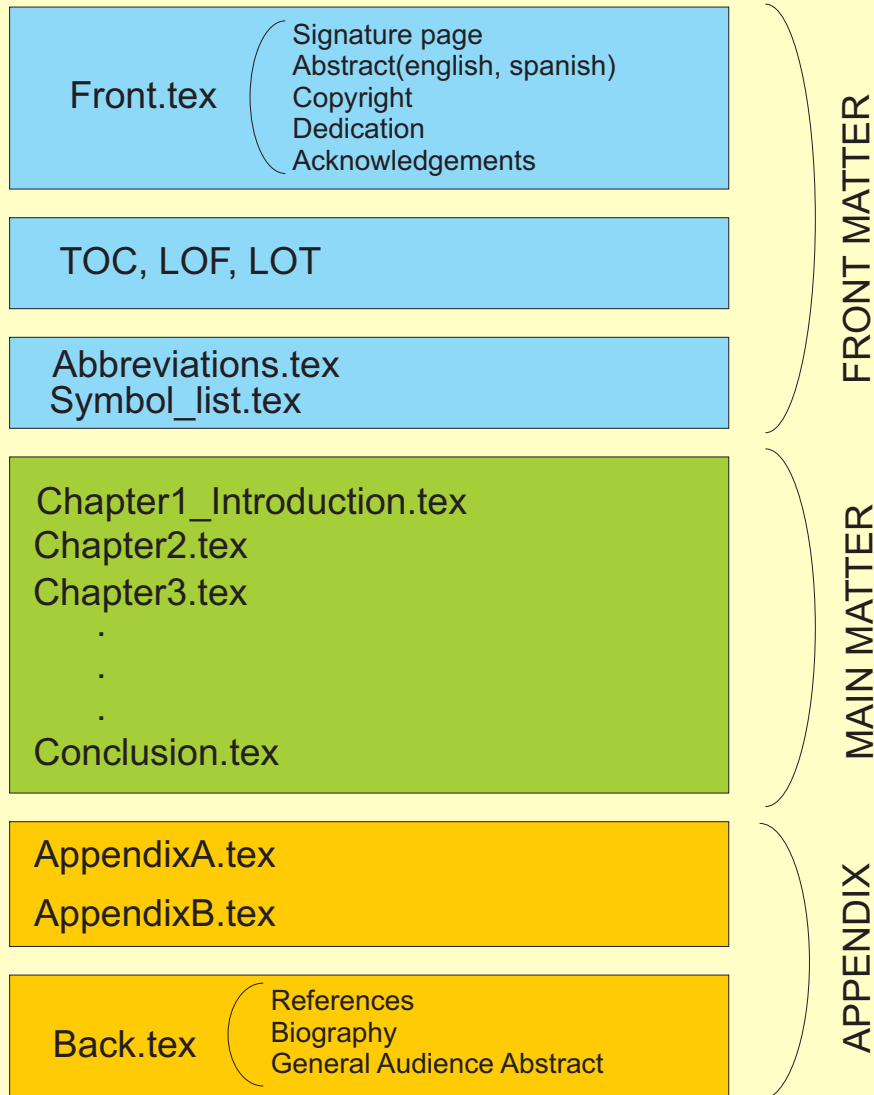 Front.tex
Signature page
Abstract(english, spanish)
Copyright
Dedication
Acknowledgements
TOC, LOF, LOT
Abbreviations.tex
Symbol_list.tex
FRONT MATTER
Chapter1_Introduction.tex
Chapter2.tex
Chapter3.tex
.
.
.
Conclusion.tex
MAIN MATTER
AppendixA.tex
AppendixB.tex
Back.tex
References
Biography
General Audience Abstract
APPENDIX